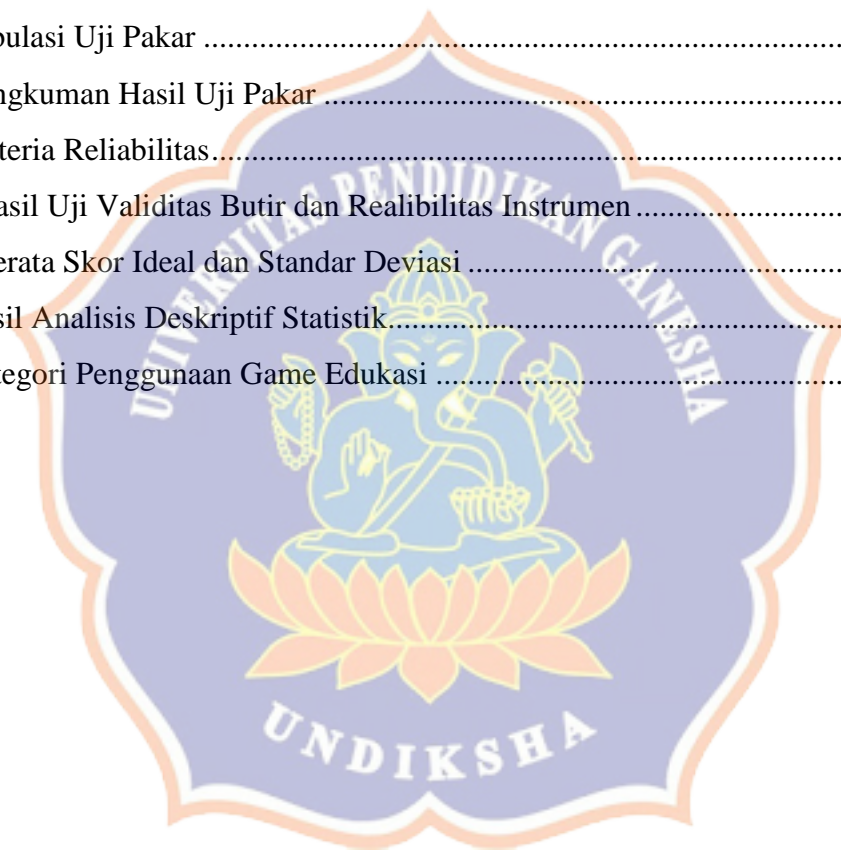 bulasi Uji Pakar ........................................................................................
ngkuman Hasil Uji Pakar ........................................................................
teria Reliabilitas........................................................................................
asil Uji Validitas Butir dan Realibilitas Instrumen ............................
erata Skor Ideal dan Standar Deviasi ....................................................
sil Analisis Deskriptif Statistik................................................................
tegori Penggunaan Game Edukasi ........................................................
UNIVERSITAS PENDIDIKAN GANESHA
UNDIKSHA